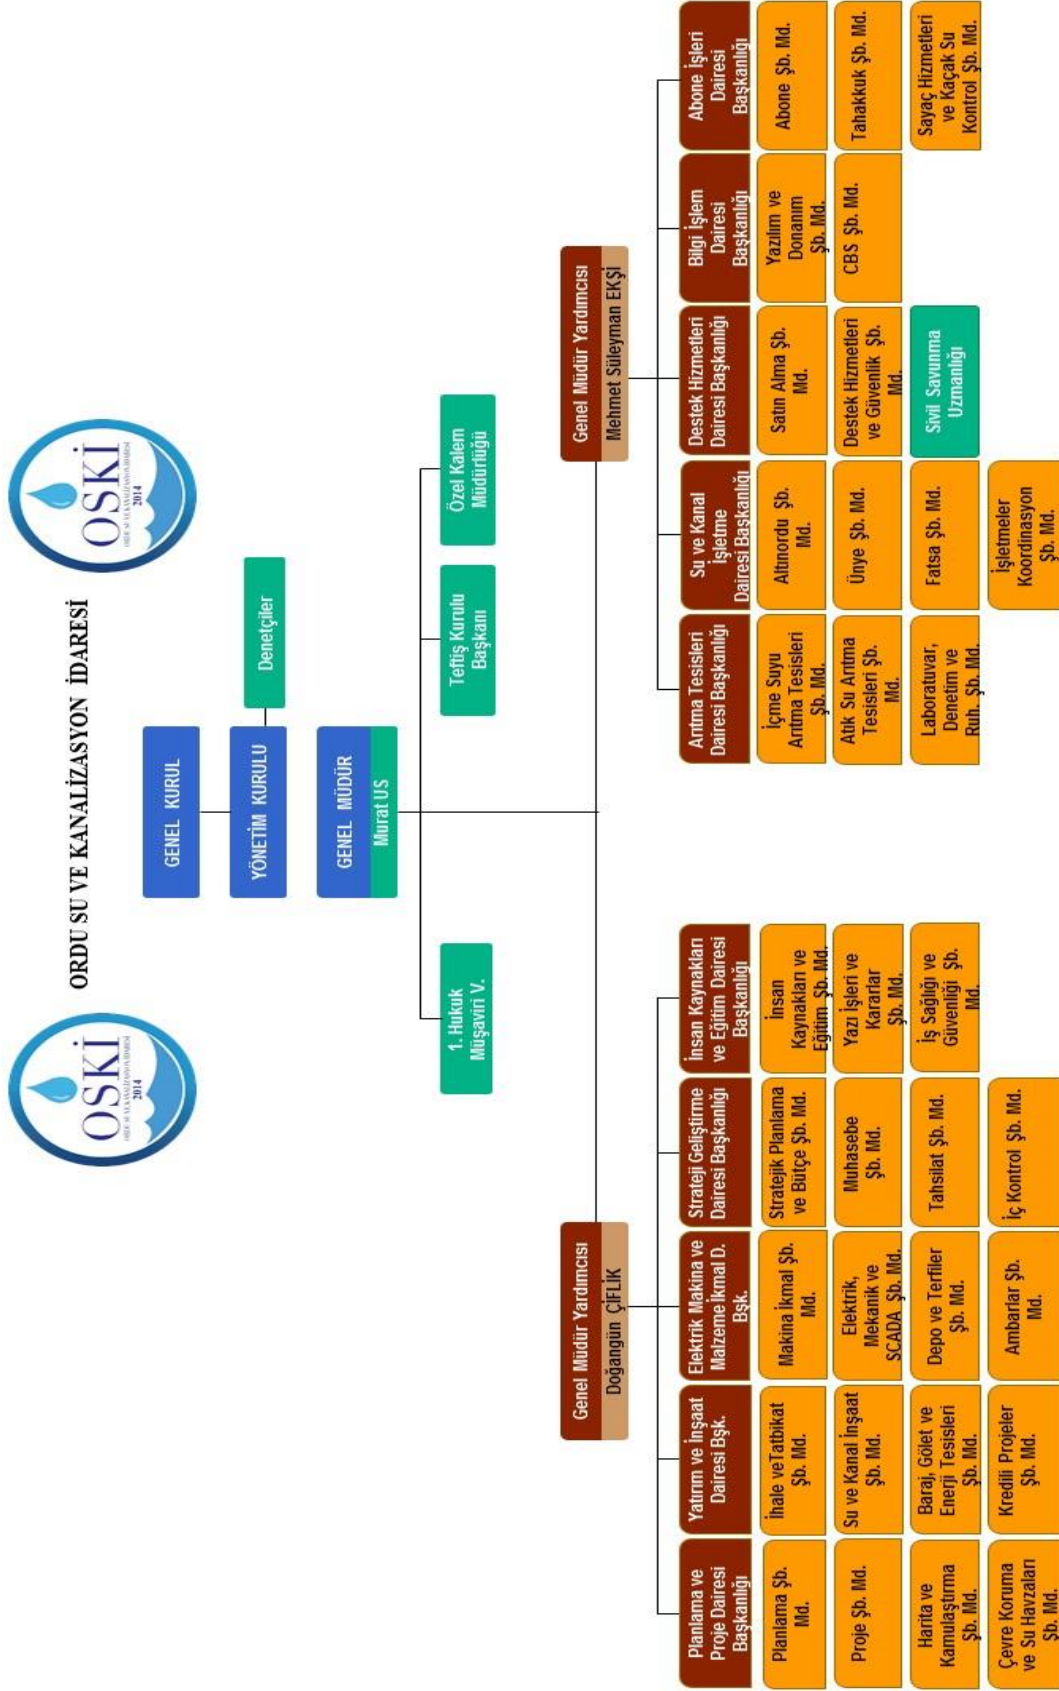 OSKİ
ORDU SU VE KANALİZASYON İDARESİ
2014
ORDU SU VE KANALİZASYON İDARESİ
OSKİ
ORDU SU VE KANALİZASYON İDARESİ
2014
GENEL KURUL
YÖNETİM KURULU
Denetçiler
GENEL MÜDÜR
Murat US
1. Hukuk
Müşaviri V.
Teftiş Kurulu
Başkanı
Özel Kalem
Müdürlüğü
Genel Müdür Yardımcısı
Doğangün ÇİFLİK
Genel Müdür Yardımcısı
Mehmet Süleyman EKŞİ
Planlama ve
Proje Dairesi
Başkanlığı
Planlama Şb.
Md.
Proje Şb. Md.
Harita ve
Kamulaştırma
Şb. Md.
Çevre Koruma
ve Su Havzaları
Şb. Md.
Yatırım ve İnşaat
Dairesi Bşk.
İhale veTatbikat
Şb. Md.
Su ve Kanal İnşaat
Şb. Md.
Baraj, Gölet ve
Enerji Tesisleri
Şb. Md.
Kredili Projeler
Şb. Md.
Elektrik Makina ve
Malzeme İkmal D.
Bşk.
Makina İkmal Şb.
Md.
Elektrik,
Mekanik ve
SCADA Şb. Md.
Depo ve Terfiler
Şb. Md.
Ambarlar Şb.
Md.
Strateji Geliştirme
Dairesi Başkanlığı
Stratejik Planlama
ve Bütçe Şb. Md.
Muhasebe
Şb. Md.
Tahsilat Şb. Md.
İç Kontrol Şb. Md.
İnsan Kaynakları
ve Eğitim Dairesi
Başkanlığı
İnsan
Kaynakları ve
Eğitim Şb. Md.
Yazı İşleri ve
Kararlar
Şb. Md.
İş Sağlığı ve
Güvenliği Şb.
Md.
Arıtma Tesisleri
Dairesi Başkanlığı
İçme Suyu
Arıtma Tesisleri
Şb. Md.
Atık Su Arıtma
Tesisleri Şb.
Md.
Laboratuvar,
Denetim ve
Ruh. Şb. Md.
Su ve Kanal
İşletme
Dairesi Başkanlığı
Altınordu Şb.
Md.
Ünye Şb. Md.
Fatsa Şb. Md.
İşletmeler
Koordinasyon
Şb. Md.
Destek Hizmetleri
Dairesi Başkanlığı
Satın Alma Şb.
Md.
Destek Hizmetleri
ve Güvenlik Şb.
Md.
Sivil Savunma
Uzmanlığı
Bilgi İşlem
Dairesi
Başkanlığı
Yazılım ve
Donanım
Şb. Md.
CBS Şb. Md.
Abone İşleri
Dairesi
Başkanlığı
Abone Şb. Md.
Tahakkuk Şb. Md.
Sayaç Hizmetleri
ve Kaçak Su
Kontrol Şb. Md.